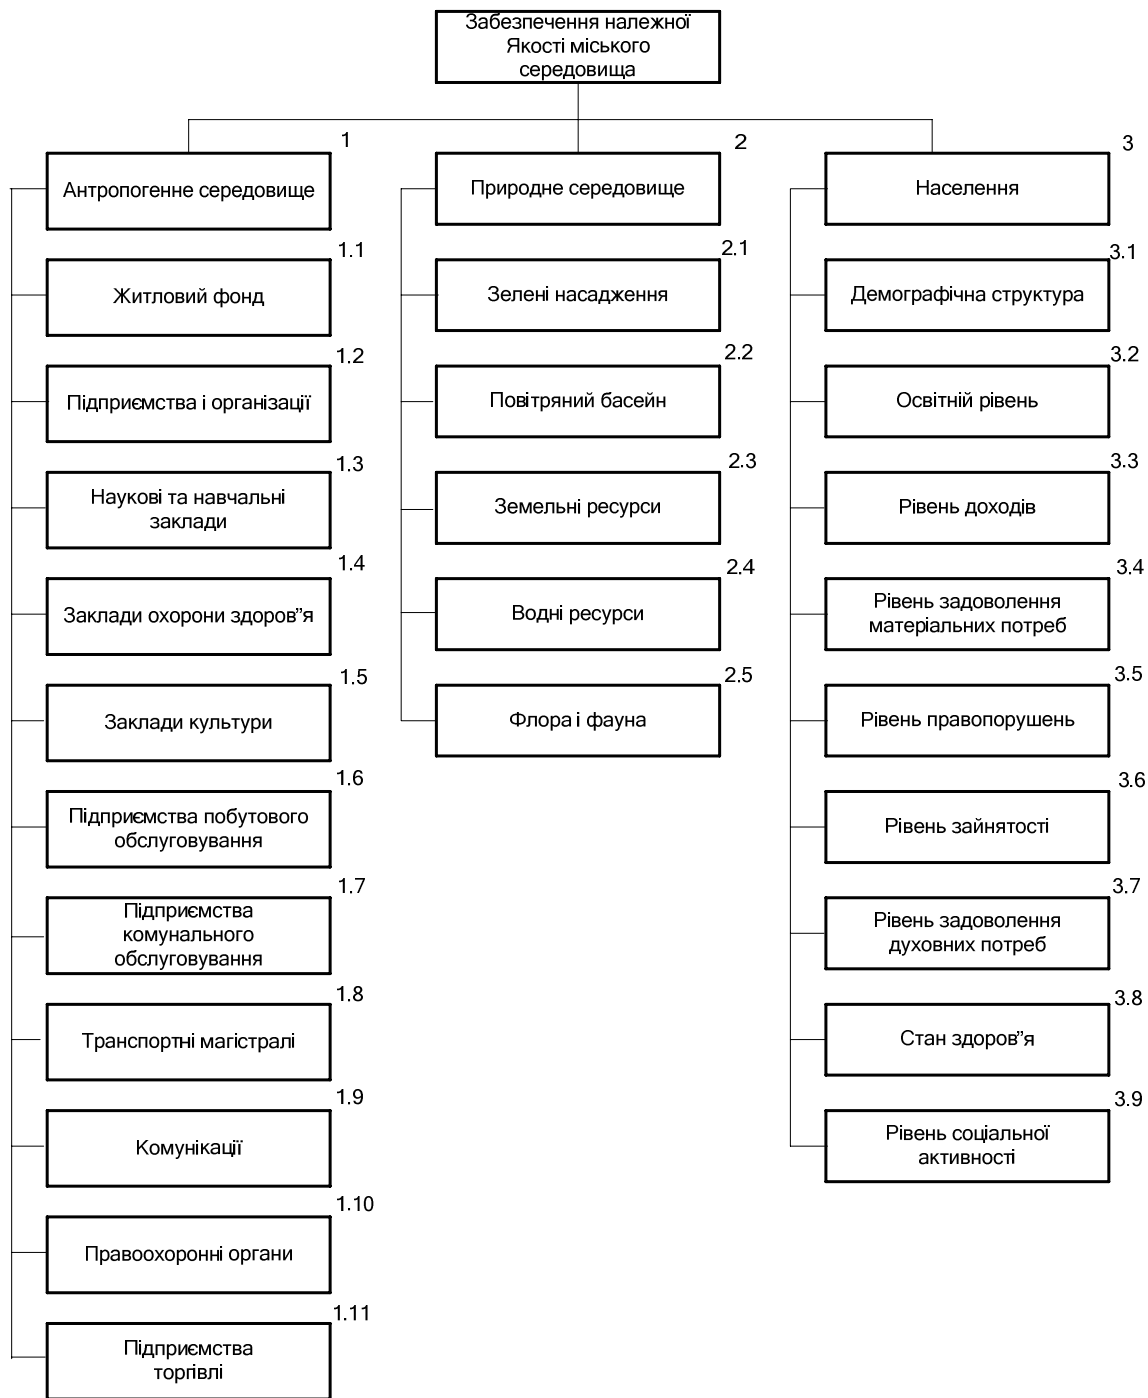 Забезпечення належної
Якості міського
середовища
1
Антропогенне середовище
1.1
Житловий фонд
1.2
Підприємства і організації
1.3
Наукові та навчальні
заклади
1.4
Заклади охорони здоров"я
1.5
Заклади культури
1.6
Підприємства побутового
обслуговування
1.7
Підприємства
комунального
обслуговування
1.8
Транспортні магістралі
1.9
Комунікації
1.10
Правоохоронні органи
1.11
Підприємства
торгівлі
2
Природне середовище
2.1
Зелені насадження
2.2
Повітряний басейн
2.3
Земельні ресурси
2.4
Водні ресурси
2.5
Флора і фауна
3
Населення
3.1
Демографічна структура
3.2
Освітній рівень
3.3
Рівень доходів
3.4
Рівень задоволення
матеріальних потреб
3.5
Рівень правопорушень
3.6
Рівень зайнятості
3.7
Рівень задоволення
духовних потреб
3.8
Стан здоров"я
3.9
Рівень соціальної
активності